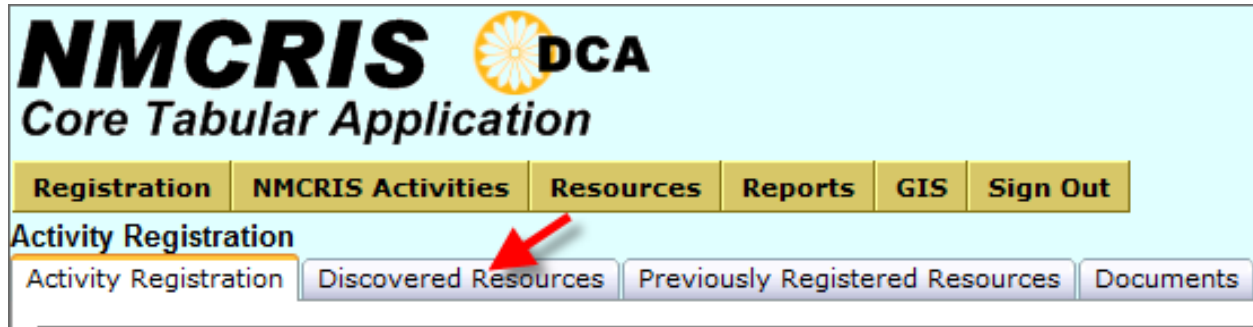 NMCRIS DCA
Core Tabular Application
Registration NMCRIS Activities Resources Reports GIS Sign Out
Activity Registration
Activity Registration Discovered Resources Previously Registered Resources Documents